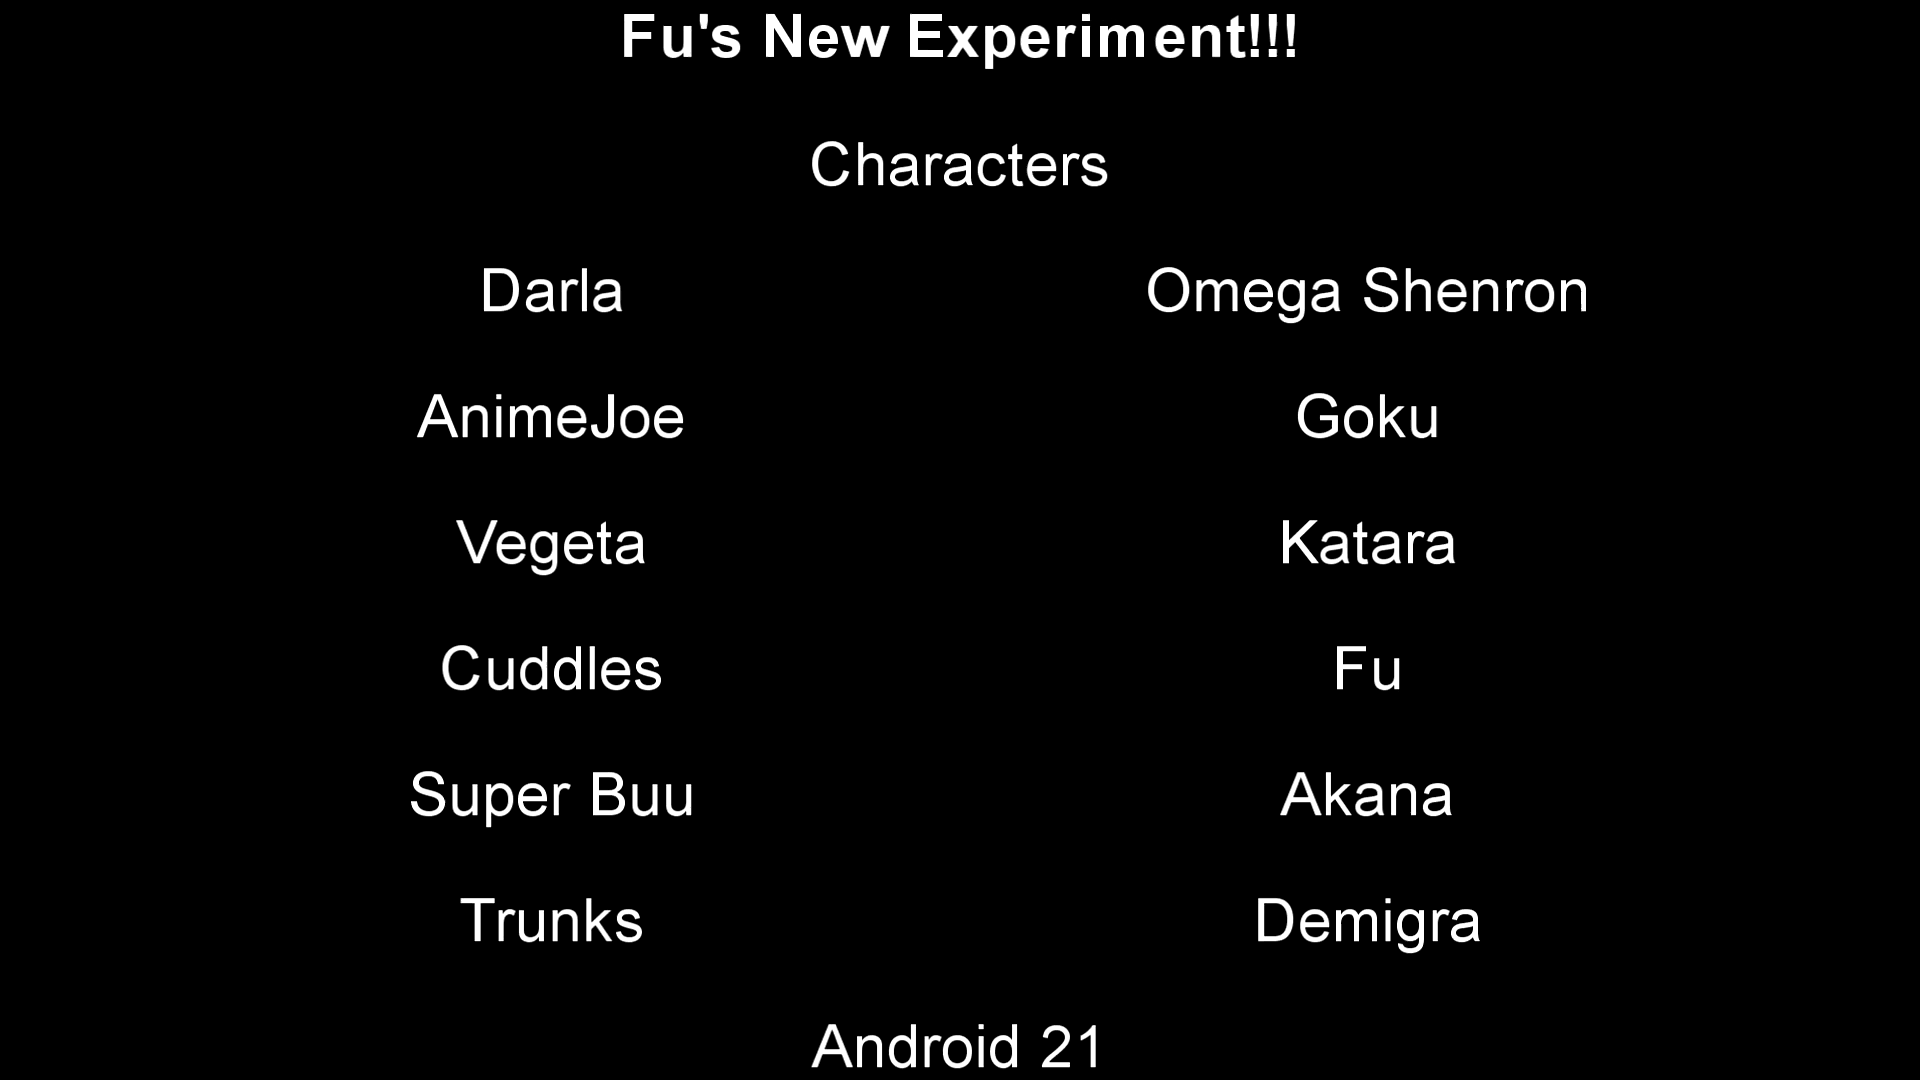 Fu's New Experiment!!!
Characters
Darla Omega Shenron
AnimeJoe Goku
Vegeta Katara
Cuddles Fu
Super Buu Akana
Trunks Demigra
Android 21